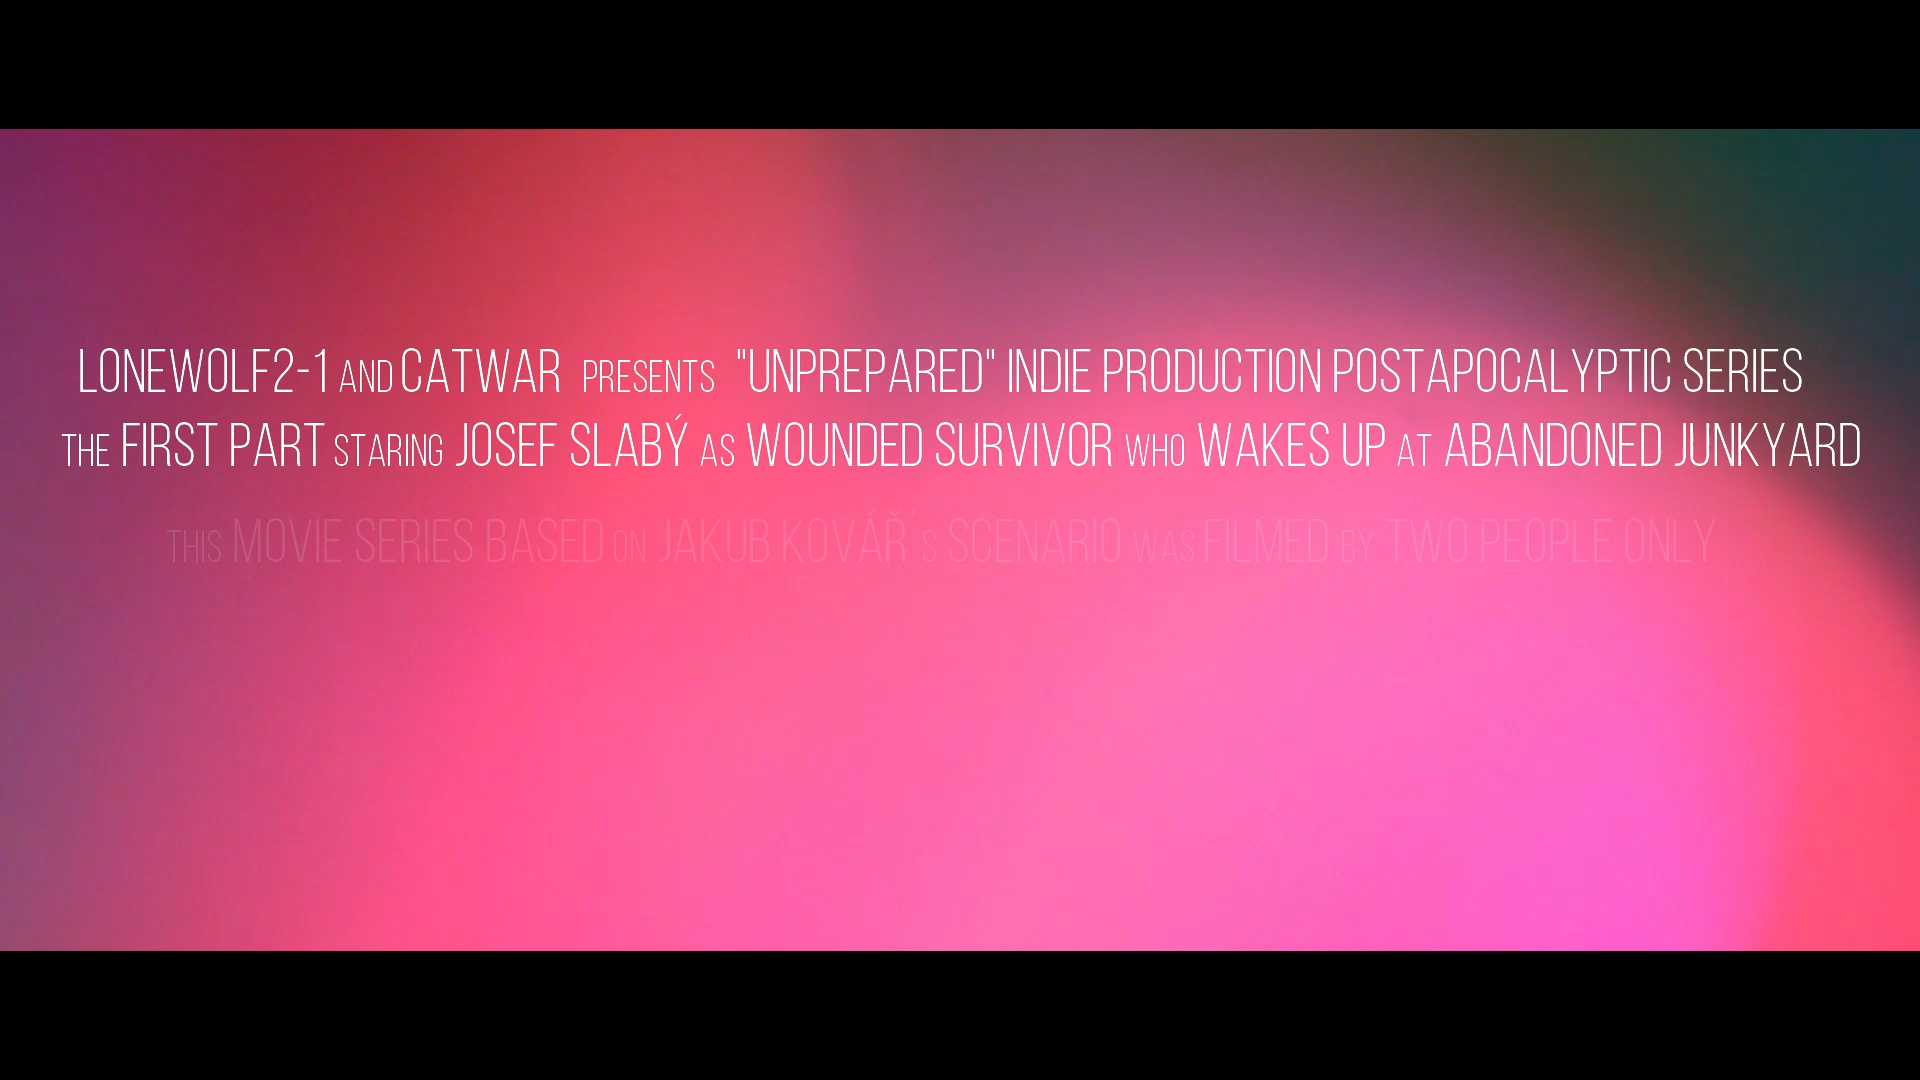 LONEWOLF2-1 AND CATWAR PRESENTS "UNPREPARED" INDIE PRODUCTION POSTAPOCALYPTIC SERIES
THE FIRST PART STARING JOSEF SLABÝ AS WOUNDED SURVIVOR WHO WAKES UP AT ABANDONED JUNKYARD
THIS MOVIE SERIES BASED ON JAKUB KOVÁŘ´S SCENARIO WAS FILMED BY TWO PEOPLE ONLY